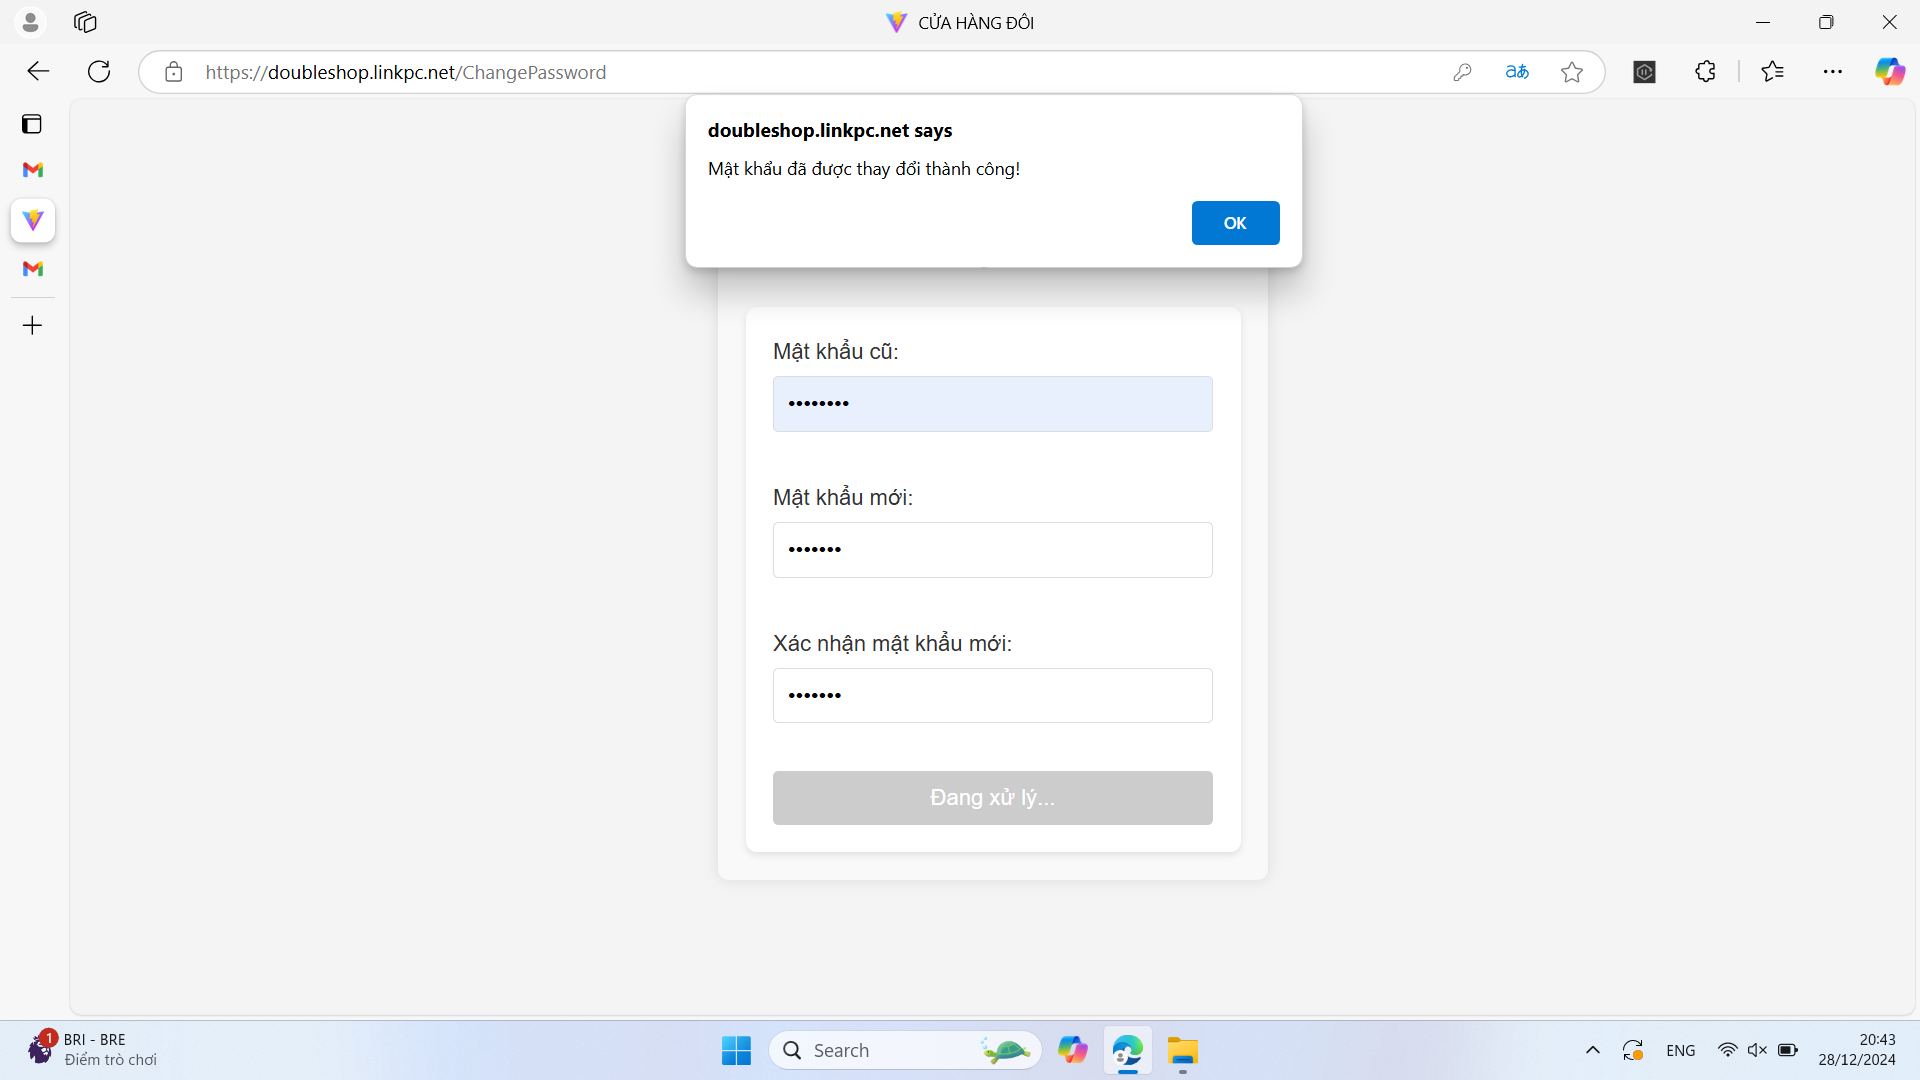 CỬA HÀNG ĐÔI
https://doubleshop.linkpc.net/ChangePassword
aあ
doubleshop.linkpc.net says
Mật khẩu đã được thay đổi thành công!
OK
Mật khẩu cũ:
••••••••
Mật khẩu mới:
•••••••
Xác nhận mật khẩu mới:
•••••••
Đang xử lý...
1
BRI - BRE
Điểm trò chơi
Search
ENG
20:43
28/12/2024